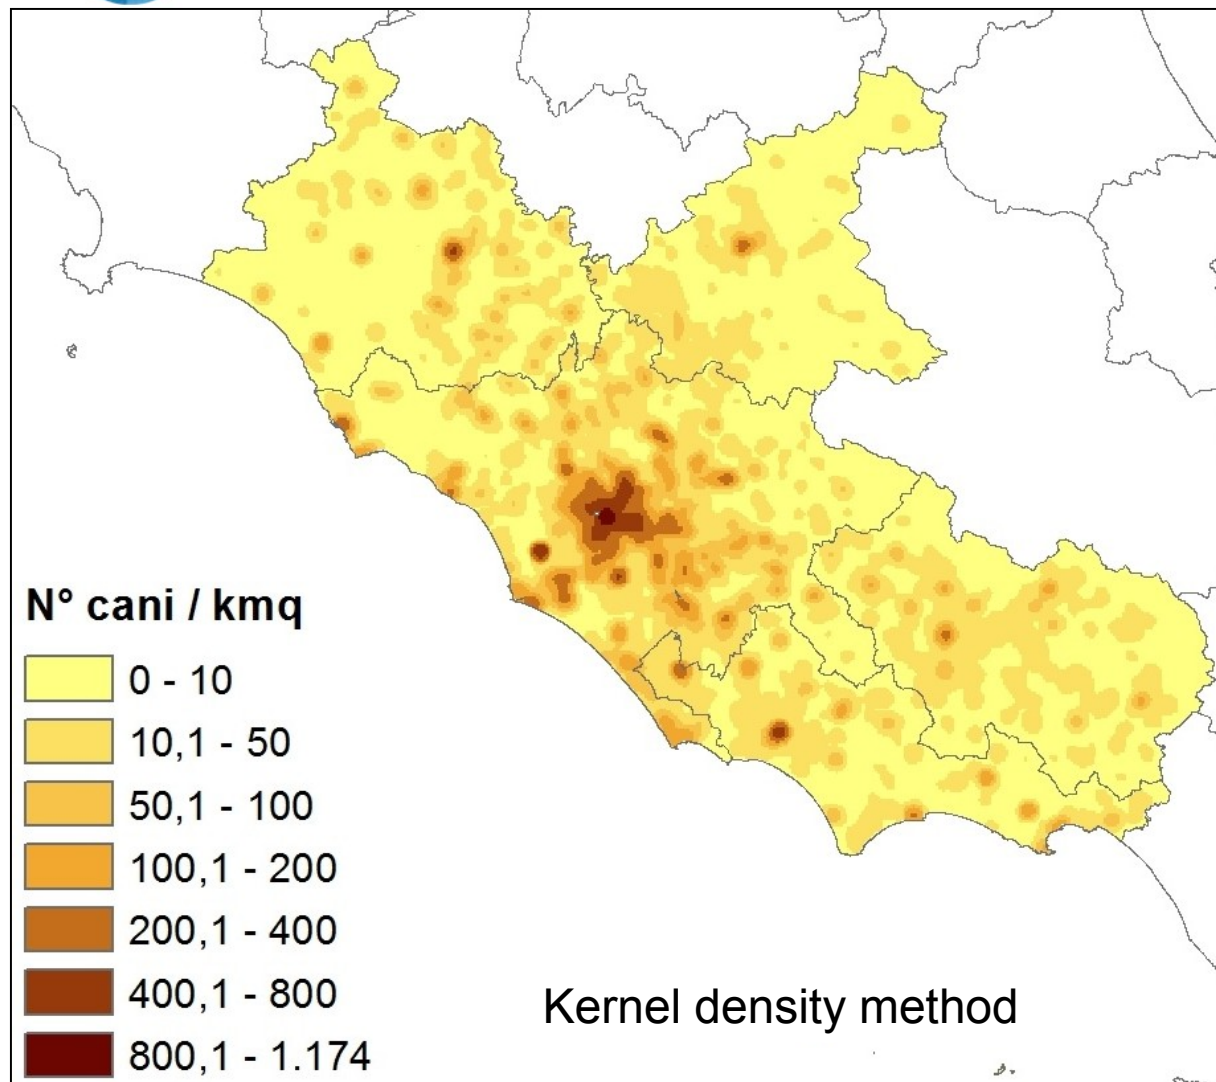 N° cani / kmq
0 - 10
10,1 - 50
50,1 - 100
100,1 - 200
200,1 - 400
400,1 - 800
800,1 - 1.174
Kernel density method